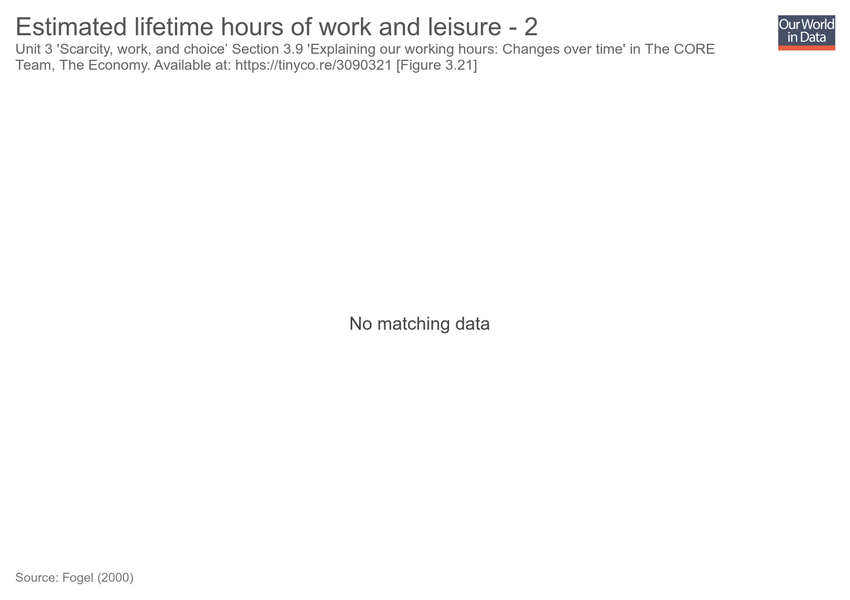 Estimated lifetime hours of work and leisure - 2
Unit 3 'Scarcity, work, and choice’ Section 3.9 'Explaining our working hours: Changes over time' in The CORE
Team, The Economy. Available at: https://tinyco.re/3090321 [Figure 3.21]
Our World
in Data
No matching data
Source: Fogel (2000)